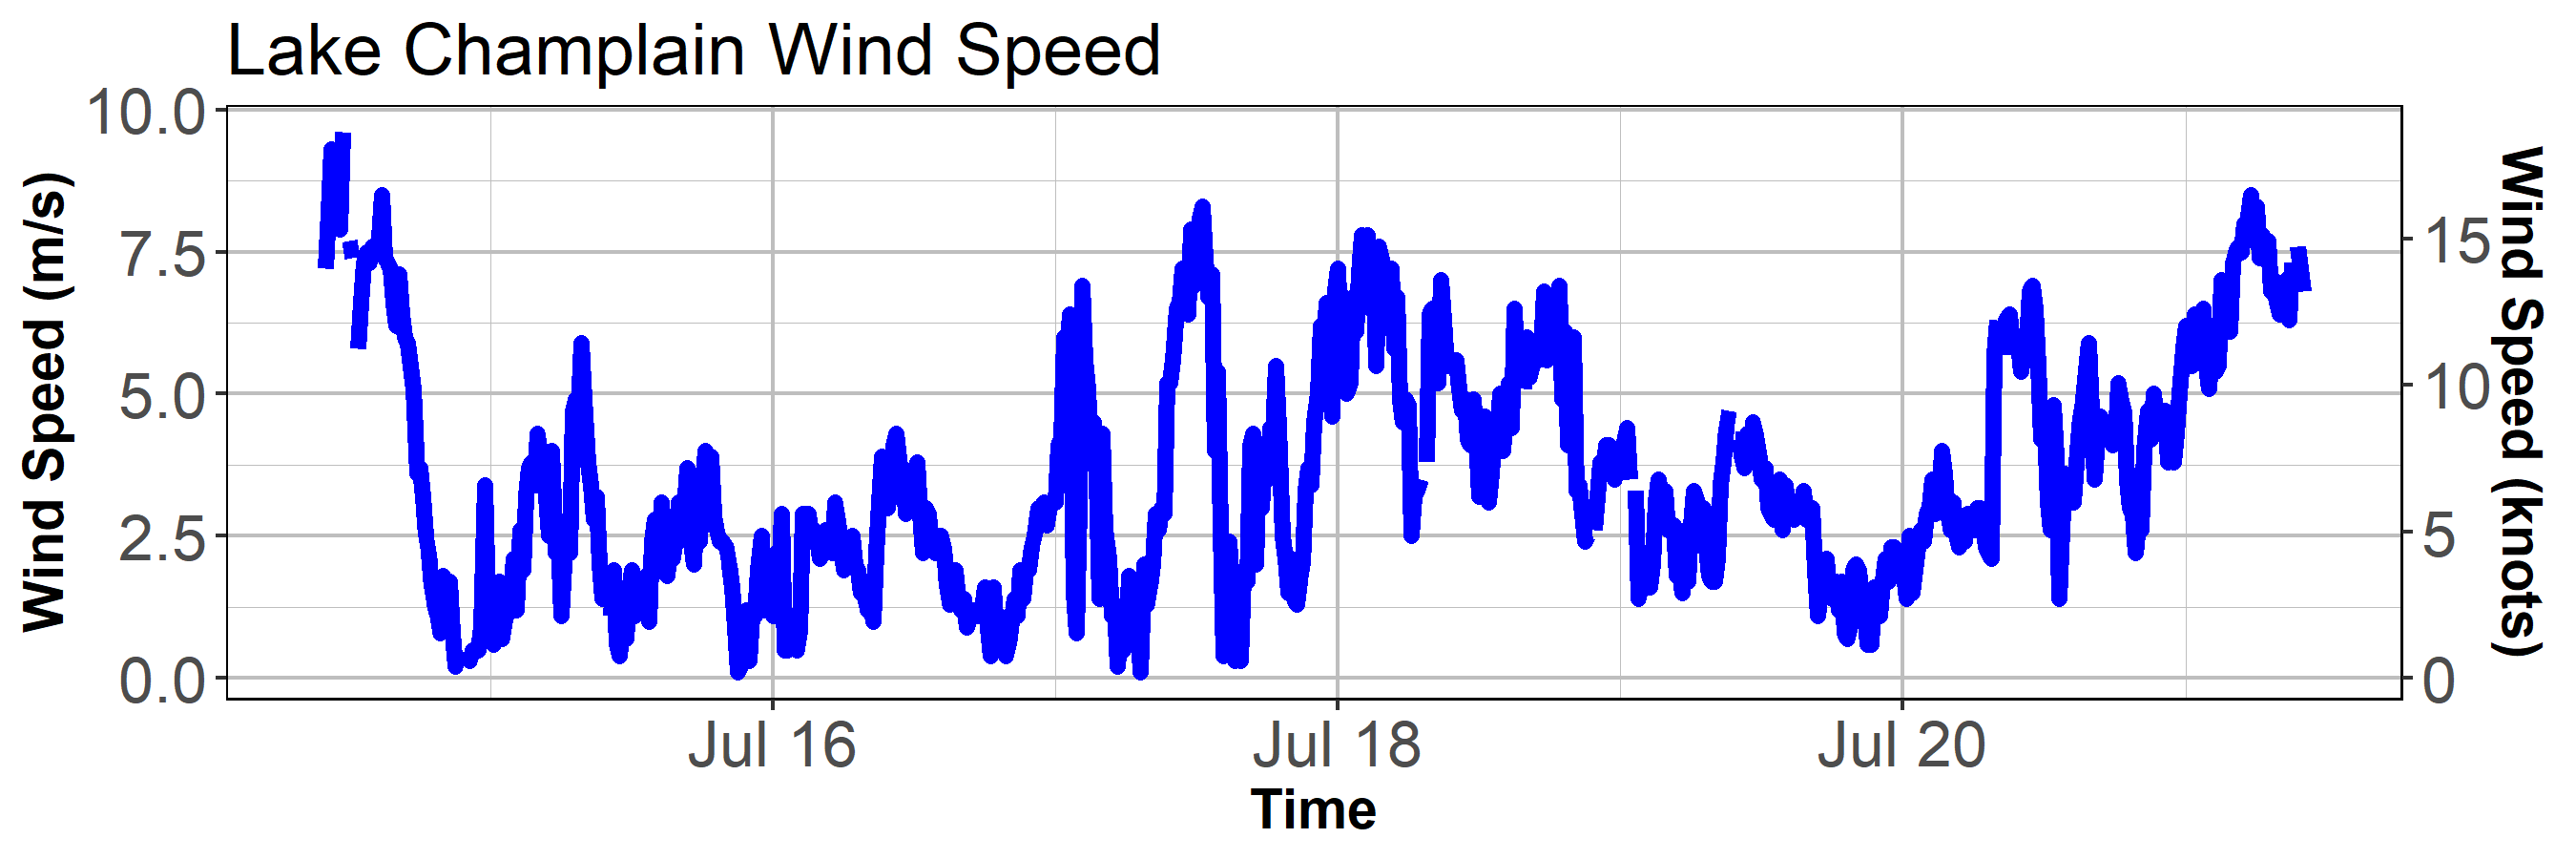 Lake Champlain Wind Speed
10.0
7.5
5.0
2.5
0.0
Wind Speed (m/s)
15
10
5
0
Wind Speed (knots)
Jul 16
Jul 18
Jul 20
Time